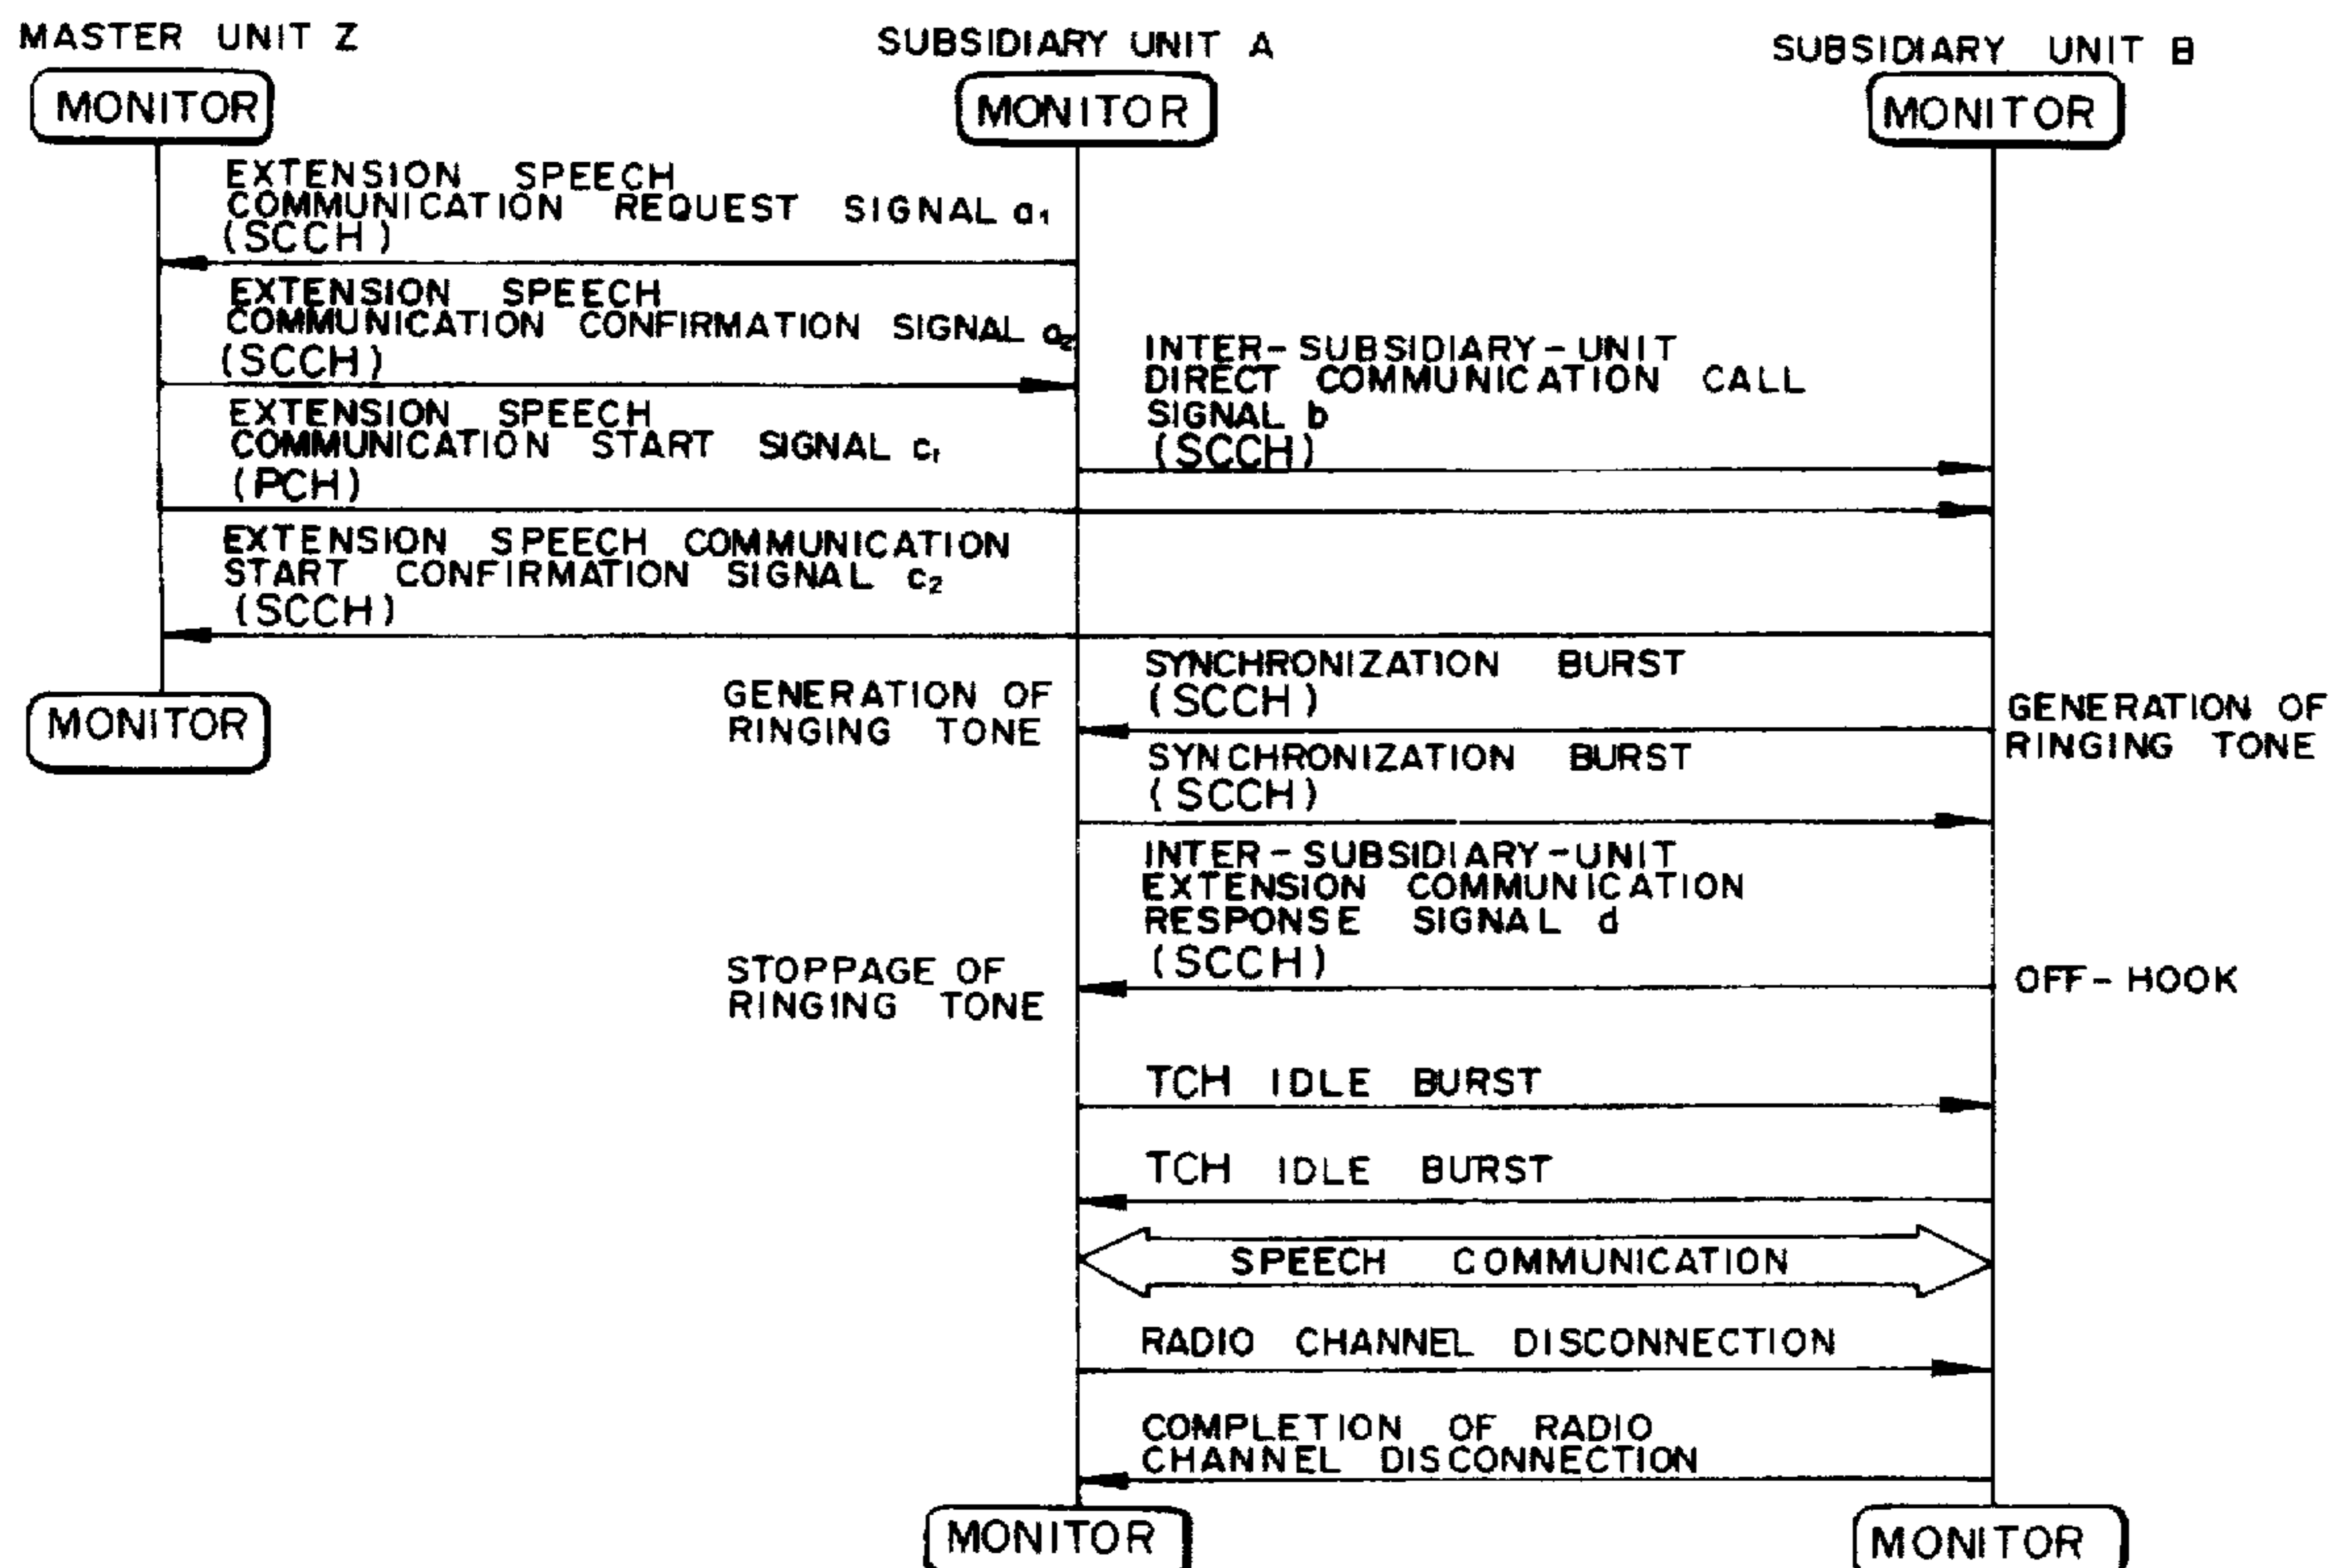 MASTER UNIT Z
SUBSIDIARY UNIT A
SUBSIDIARY UNIT B
MONITOR
MONITOR
MONITOR
EXTENSION SPEECH
COMMUNICATION REQUEST SIGNAL a₁
(SCCH)
EXTENSION SPEECH
COMMUNICATION CONFIRMATION SIGNAL a₂
(SCCH)
INTER-SUBSIDIARY-UNIT
DIRECT COMMUNICATION CALL
SIGNAL b
(SCCH)
EXTENSION SPEECH
COMMUNICATION START SIGNAL c₁
(PCH)
EXTENSION SPEECH COMMUNICATION
START CONFIRMATION SIGNAL c₂
(SCCH)
MONITOR
GENERATION OF
RINGING TONE
SYNCHRONIZATION BURST
(SCCH)
GENERATION OF
RINGING TONE
SYNCHRONIZATION BURST
(SCCH)
INTER-SUBSIDIARY-UNIT
EXTENSION COMMUNICATION
RESPONSE SIGNAL d
(SCCH)
STOPPAGE OF
RINGING TONE
OFF-HOOK
TCH IDLE BURST
TCH IDLE BURST
SPEECH COMMUNICATION
RADIO CHANNEL DISCONNECTION
COMPLETION OF RADIO
CHANNEL DISCONNECTION
MONITOR
MONITOR